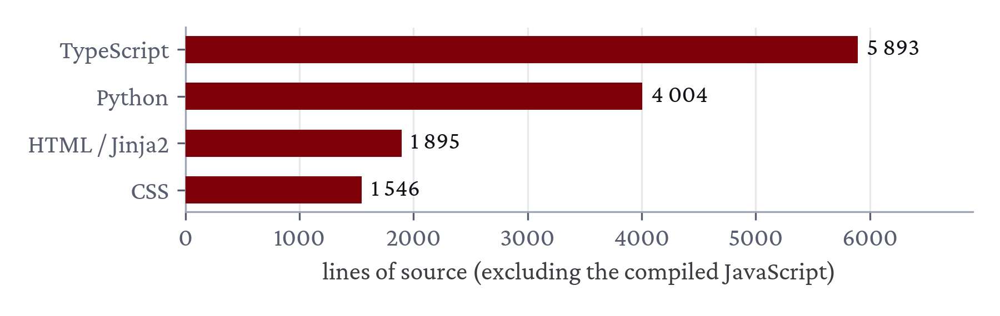 TypeScript 5 893
Python 4 004
HTML / Jinja2 1 895
CSS 1 546
0 1000 2000 3000 4000 5000 6000
lines of source (excluding the compiled JavaScript)